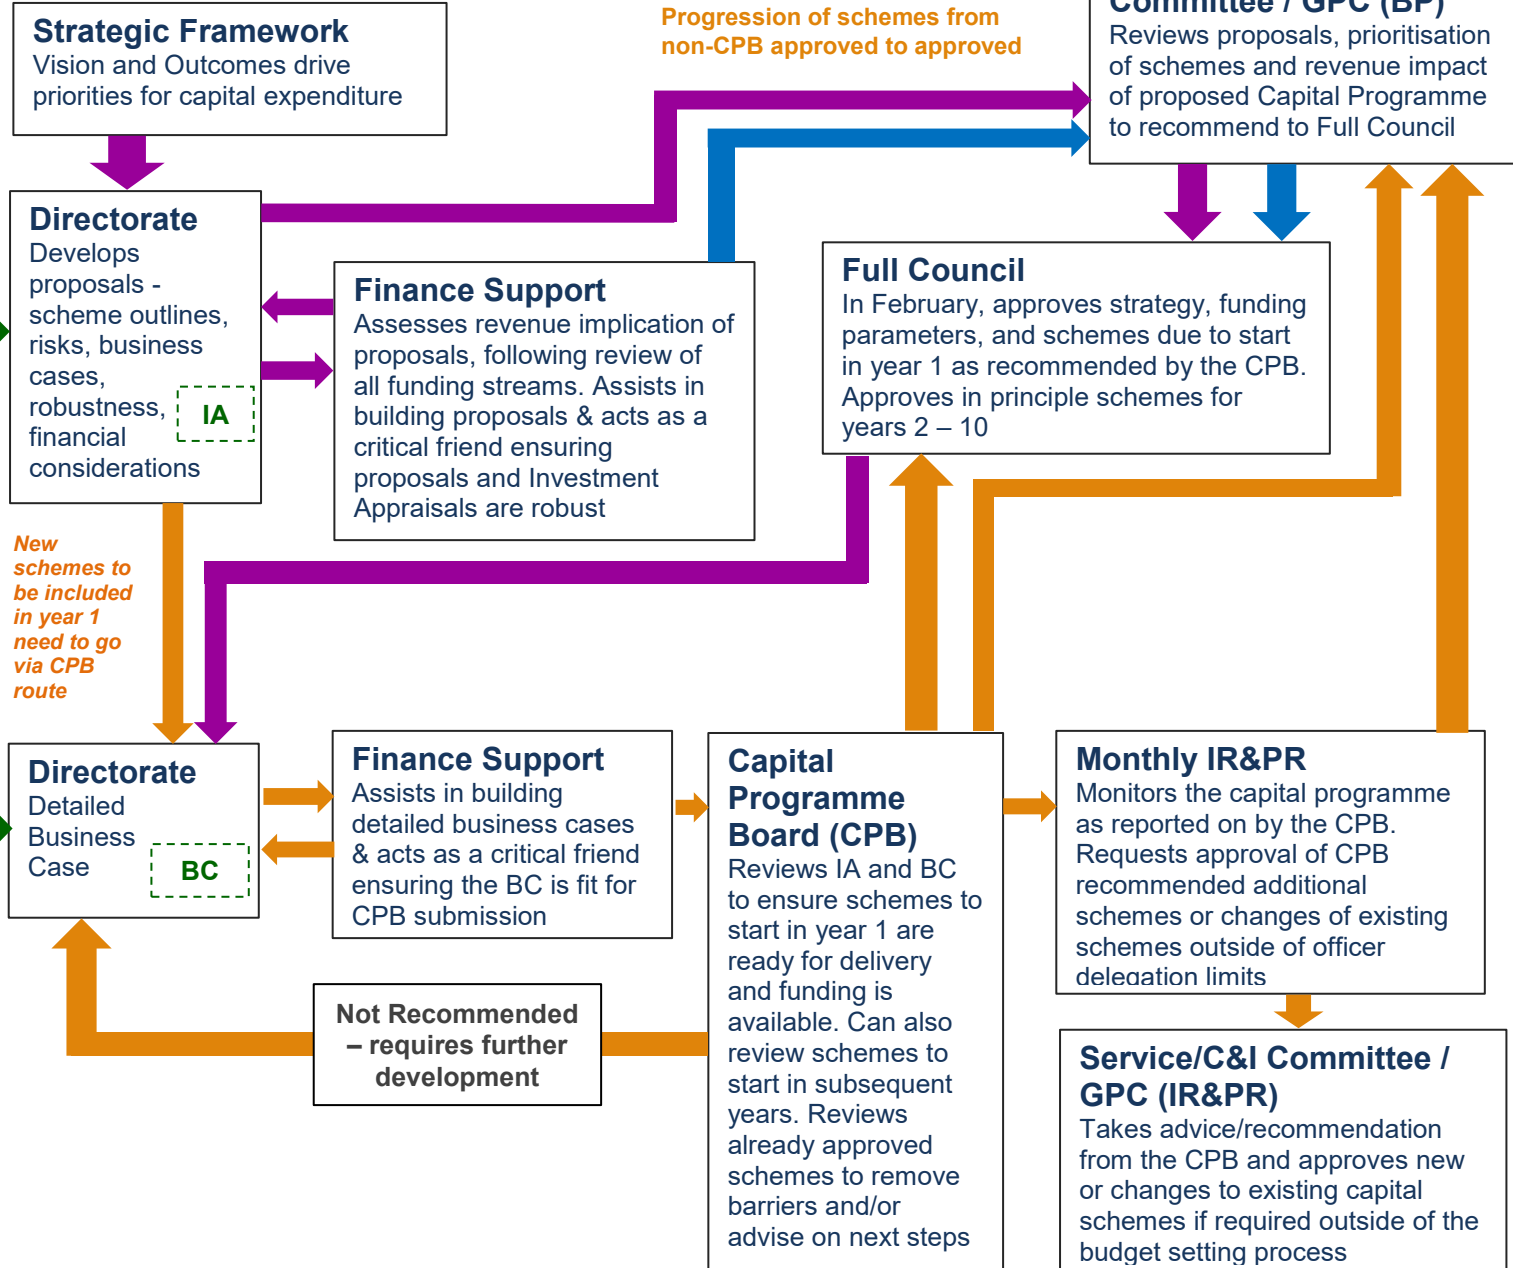 Strategic Framework
Vision and Outcomes drive
priorities for capital expenditure
Progression of schemes from
non-CPB approved to approved
Committee / GPC (BP)
Reviews proposals, prioritisation
of schemes and revenue impact
of proposed Capital Programme
to recommend to Full Council
Directorate
Develops
proposals -
scheme outlines,
risks, business
cases,
robustness,
financial
considerations
IA
Finance Support
Assesses revenue implication of
proposals, following review of
all funding streams. Assists in
building proposals & acts as a
critical friend ensuring
proposals and Investment
Appraisals are robust
Full Council
In February, approves strategy, funding
parameters, and schemes due to start
in year 1 as recommended by the CPB.
Approves in principle schemes for
years 2 – 10
New
schemes to
be included
in year 1
need to go
via CPB
route
Directorate
Detailed
Business
Case
BC
Finance Support
Assists in building
detailed business cases
& acts as a critical friend
ensuring the BC is fit for
CPB submission
Capital
Programme
Board (CPB)
Reviews IA and BC
to ensure schemes to
start in year 1 are
ready for delivery
and funding is
available. Can also
review schemes to
start in subsequent
years. Reviews
already approved
schemes to remove
barriers and/or
advise on next steps
Monthly IR&PR
Monitors the capital programme
as reported on by the CPB.
Requests approval of CPB
recommended additional
schemes or changes of existing
schemes outside of officer
delegation limits
Not Recommended
– requires further
development
Service/C&I Committee /
GPC (IR&PR)
Takes advice/recommendation
from the CPB and approves new
or changes to existing capital
schemes if required outside of the
budget setting process